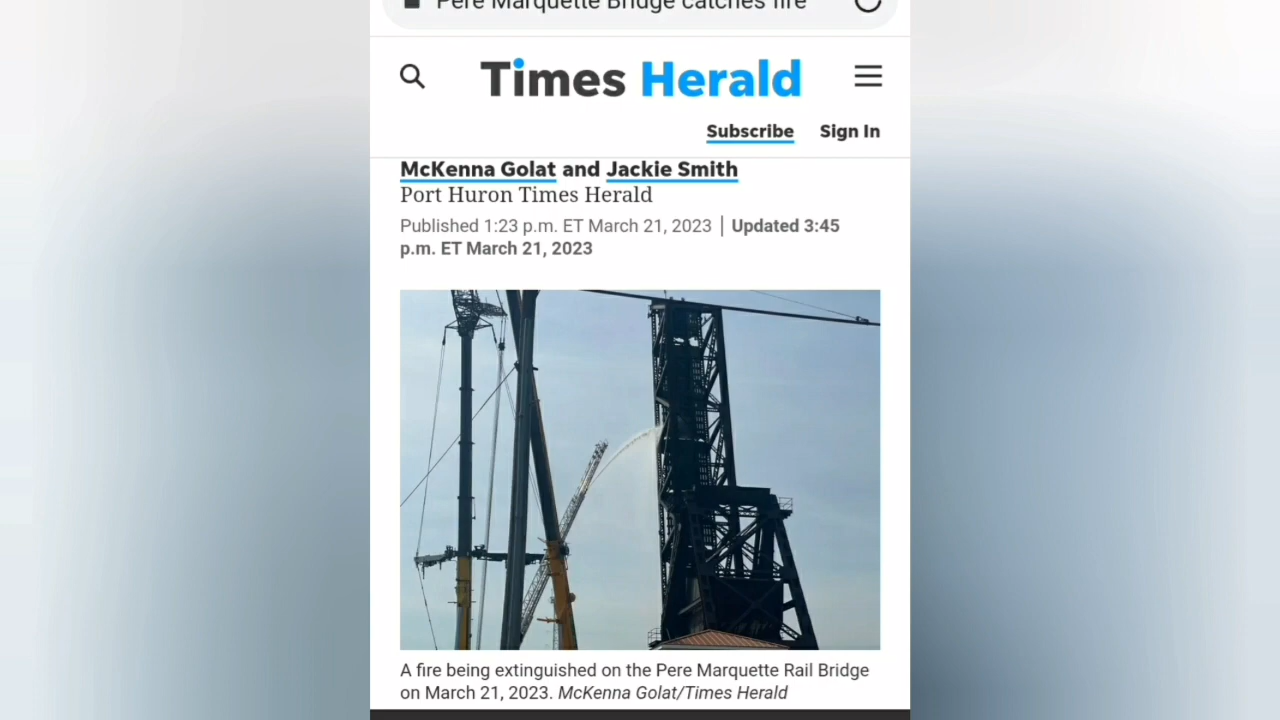 Pere Marquette Bridge catches fire
Times Herald
Subscribe Sign In
McKenna Golat and Jackie Smith
Port Huron Times Herald
Published 1:23 p.m. ET March 21, 2023 | Updated 3:45
p.m. ET March 21, 2023
A fire being extinguished on the Pere Marquette Rail Bridge
on March 21, 2023. McKenna Golat/Times Herald